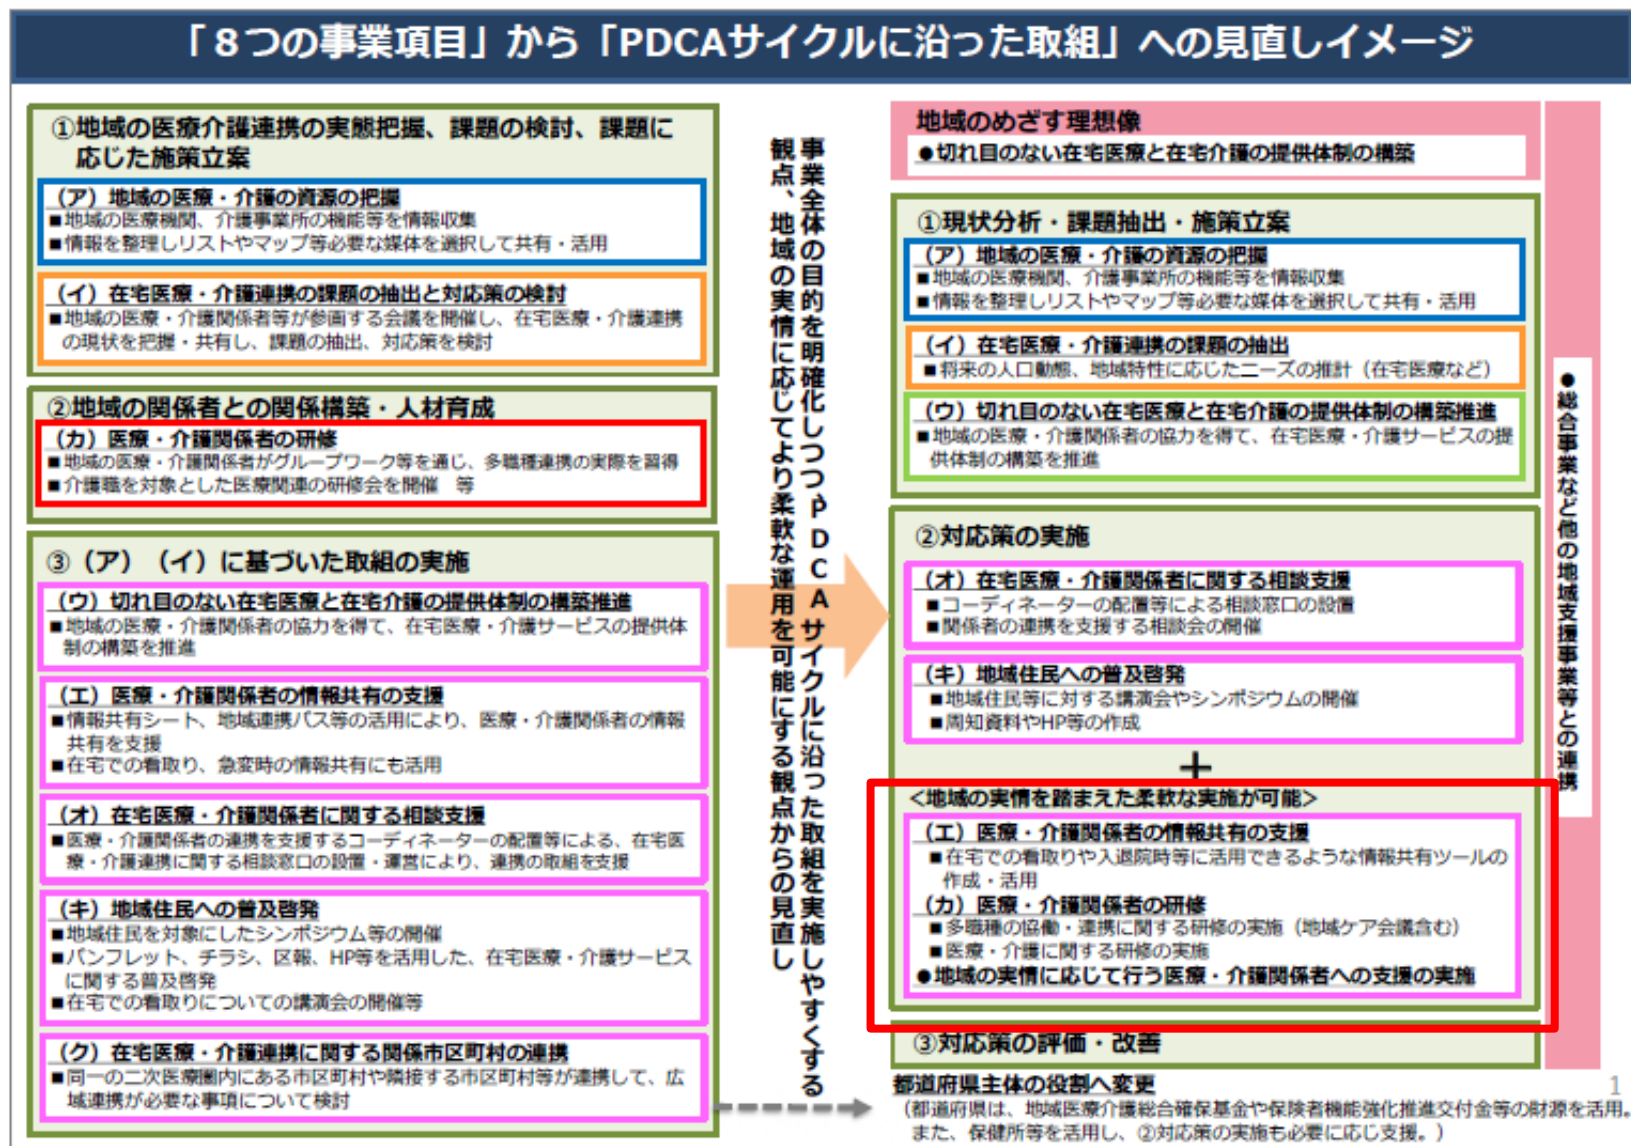 「８つの事業項目」から「PDCAサイクルに沿った取組」への見直しイメージ
①地域の医療介護連携の実態把握、課題の検討、課題に
応じた施策立案
（ア）地域の医療・介護の資源の把握
■地域の医療機関、介護事業所の機能等を情報収集
■情報を整理しリストやマップ等必要な媒体を選択して共有・活用
（イ）在宅医療・介護連携の課題の抽出と対応策の検討
■地域の医療・介護関係者等が参画する会議を開催し、在宅医療・介護連携
の現状を把握・共有し、課題の抽出、対応策を検討
②地域の関係者との関係構築・人材育成
（カ）医療・介護関係者の研修
■地域の医療・介護関係者がグループワーク等を通じ、多職種連携の実際を習得
■介護職を対象とした医療関連の研修会を開催　等
③（ア）（イ）に基づいた取組の実施
（ウ）切れ目のない在宅医療と在宅介護の提供体制の構築推進
■地域の医療・介護関係者の協力を得て、在宅医療・介護サービスの提供体
制の構築を推進
（エ）医療・介護関係者の情報共有の支援
■情報共有シート、地域連携パス等の活用により、医療・介護関係者の情報
共有を支援
■在宅での看取り、急変時の情報共有にも活用
（オ）在宅医療・介護関係者に関する相談支援
■医療・介護関係者の連携を支援するコーディネーターの配置等による、在宅医
療・介護連携に関する相談窓口の設置・運営により、連携の取組を支援
（キ）地域住民への普及啓発
■地域住民を対象にしたシンポジウム等の開催
■パンフレット、チラシ、区報、HP等を活用した、在宅医療・介護サービス
に関する普及啓発
■在宅での看取りについての講演会の開催等
（ク）在宅医療・介護連携に関する関係市区町村の連携
■同一の二次医療圏内にある市区町村や隣接する市区町村等が連携して、広
域連携が必要な事項について検討
事業全体の目的を明確化しつつ、PDCAサイクルに沿った取組を実施しやすくする
観点、地域の実情に応じてより柔軟な運用を可能にする観点からの見直し
地域のめざす理想像
●切れ目のない在宅医療と在宅介護の提供体制の構築
①現状分析・課題抽出・施策立案
（ア）地域の医療・介護の資源の把握
■地域の医療機関、介護事業所の機能等を情報収集
■情報を整理しリストやマップ等必要な媒体を選択して共有・活用
（イ）在宅医療・介護連携の課題の抽出
■将来の人口動態、地域特性に応じたニーズの推計（在宅医療など）
（ウ）切れ目のない在宅医療と在宅介護の提供体制の構築推進
■地域の医療・介護関係者の協力を得て、在宅医療・介護サービスの提
供体制の構築を推進
②対応策の実施
（オ）在宅医療・介護関係者に関する相談支援
■コーディネーターの配置等による相談窓口の設置
■関係者の連携を支援する相談会の開催
（キ）地域住民への普及啓発
■地域住民等に対する講演会やシンポジウムの開催
■周知資料やHP等の作成
＋
＜地域の実情を踏まえた柔軟な実施が可能＞
（エ）医療・介護関係者の情報共有の支援
■在宅での看取りや入退院時等に活用できるような情報共有ツールの
作成・活用
（カ）医療・介護関係者の研修
■多職種の協働・連携に関する研修の実施（地域ケア会議含む）
■医療・介護に関する研修の実施
●地域の実情に応じて行う医療・介護関係者への支援の実施
③対応策の評価・改善
●総合事業など他の地域支援事業等との連携
都道府県主体の役割へ変更
（都道府県は、地域医療介護総合確保基金や保険者機能強化推進交付金等の財源を活用。
また、保健所等を活用し、②対応策の実施も必要に応じ支援。）
1